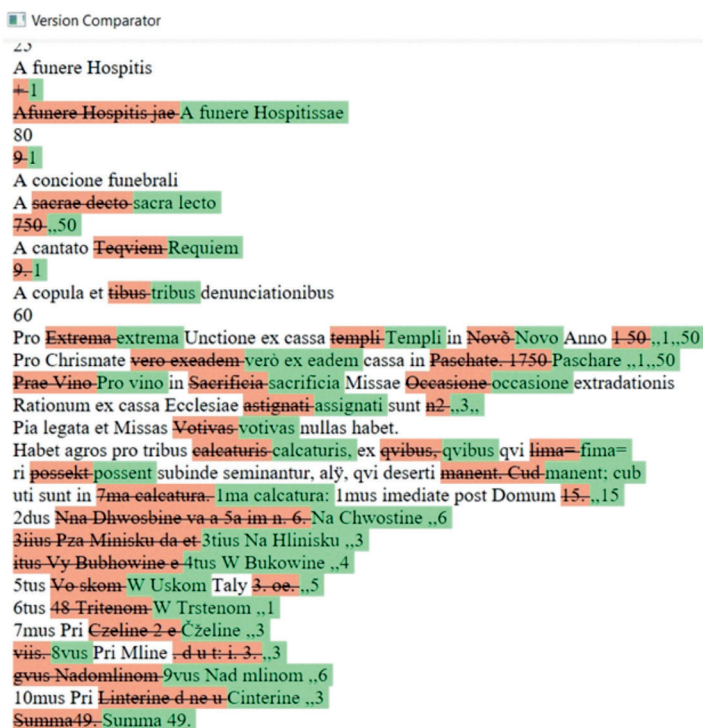 Version Comparator
25
A funere Hospitis
+ 1
Afunere Hospitis jae A funere Hospitissae
80
9 1
A concione funebrali
A sacrae decto sacra lecto
750 ,,50
A cantato Teqviem Requiem
9. 1
A copula et tibus tribus denunciationibus
60
Pro Extrema extrema Unctione ex cassa templi Templi in Novõ Novo Anno 1 50 ,,1,,50
Pro Chrismate vero exeadem verò ex eadem cassa in Paschate. 1750 Paschare ,,1,,50
Prae Vino Pro vino in Sacrificia sacrificia Missae Occasione occasione extradationis
Rationum ex cassa Ecclesiae astignati assignati sunt n2 ,,3,,
Pia legata et Missas Votivas votivas nullas habet.
Habet agros pro tribus calcaturis calcaturis, ex qvibus, qvibus qvi lima= fima=
ri possekt possent subinde seminantur, alÿ, qvi deserti manent. Cud manent; cub
uti sunt in 7ma calcatura. 1ma calcatura: 1mus imediate post Domum 15. ,,15
2dus Nna Dhwosbine va a 5a im n. 6. Na Chwostine ,,6
3iius Pza Minisku da et 3tius Na Hlinisku ,,3
itus Vy Bubhowine e 4tus W Bukowine ,,4
5tus Vo skom W Uskom Taly 3. oe. ,,5
6tus 48 Tritenom W Trstenom ,,1
7mus Pri Czeline 2 e Čželine ,,3
viis. 8vus Pri Mline . d u t: i. 3. ,,3
gvus Nadomlinom 9vus Nad mlinom ,,6
10mus Pri Linterine d ne u Cinterine ,,3
Summa49. Summa 49.